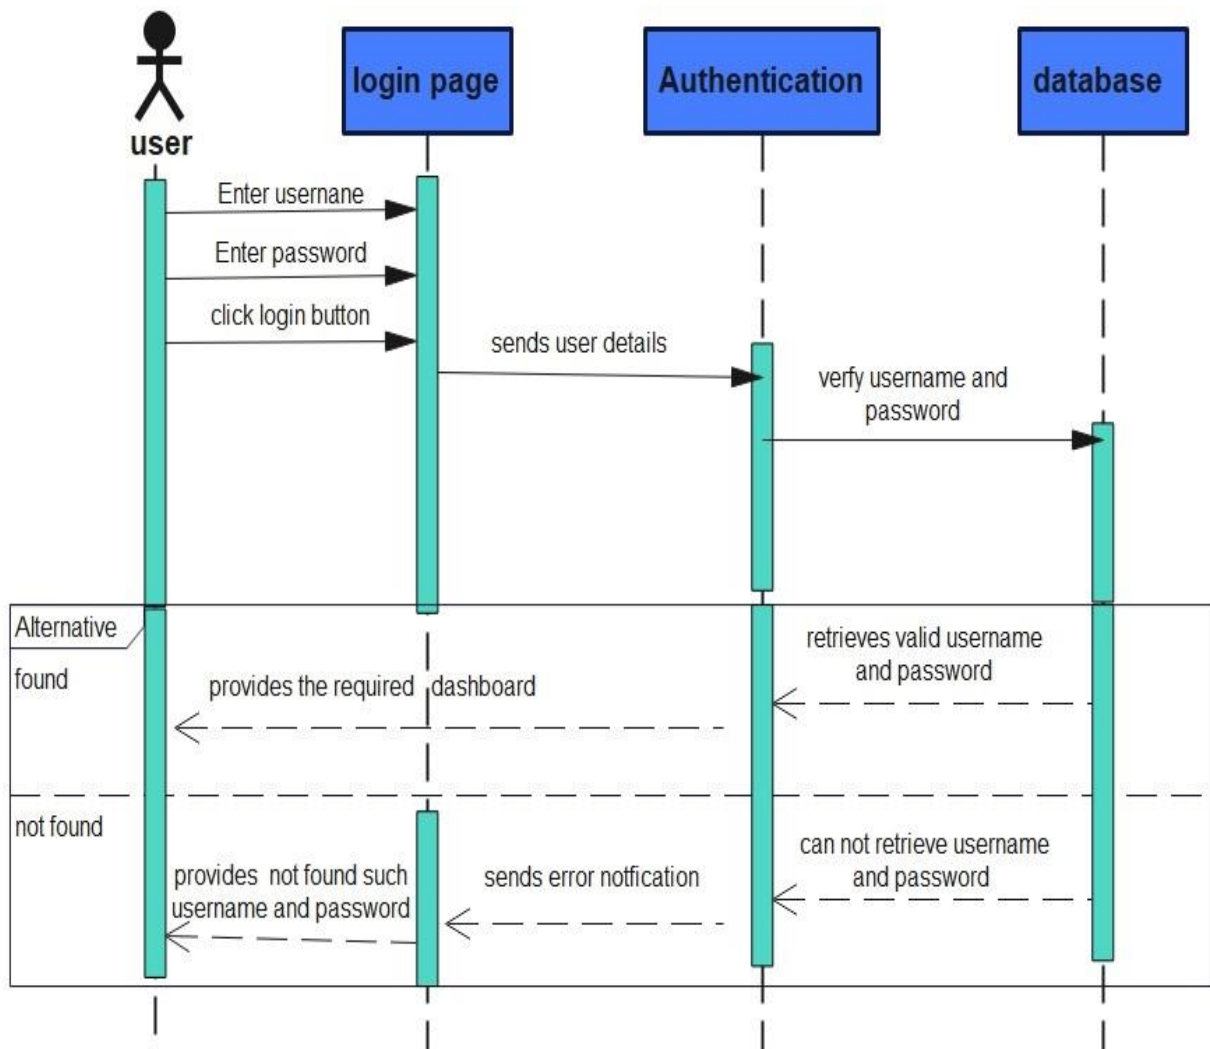 user
login page
Authentication
database
Enter usernane
Enter password
click login button
sends user details
verfy username and
password
Alternative
found
retrieves valid username
and password
provides the required dashboard
not found
can not retrieve username
and password
provides not found such
username and password
sends error notfication